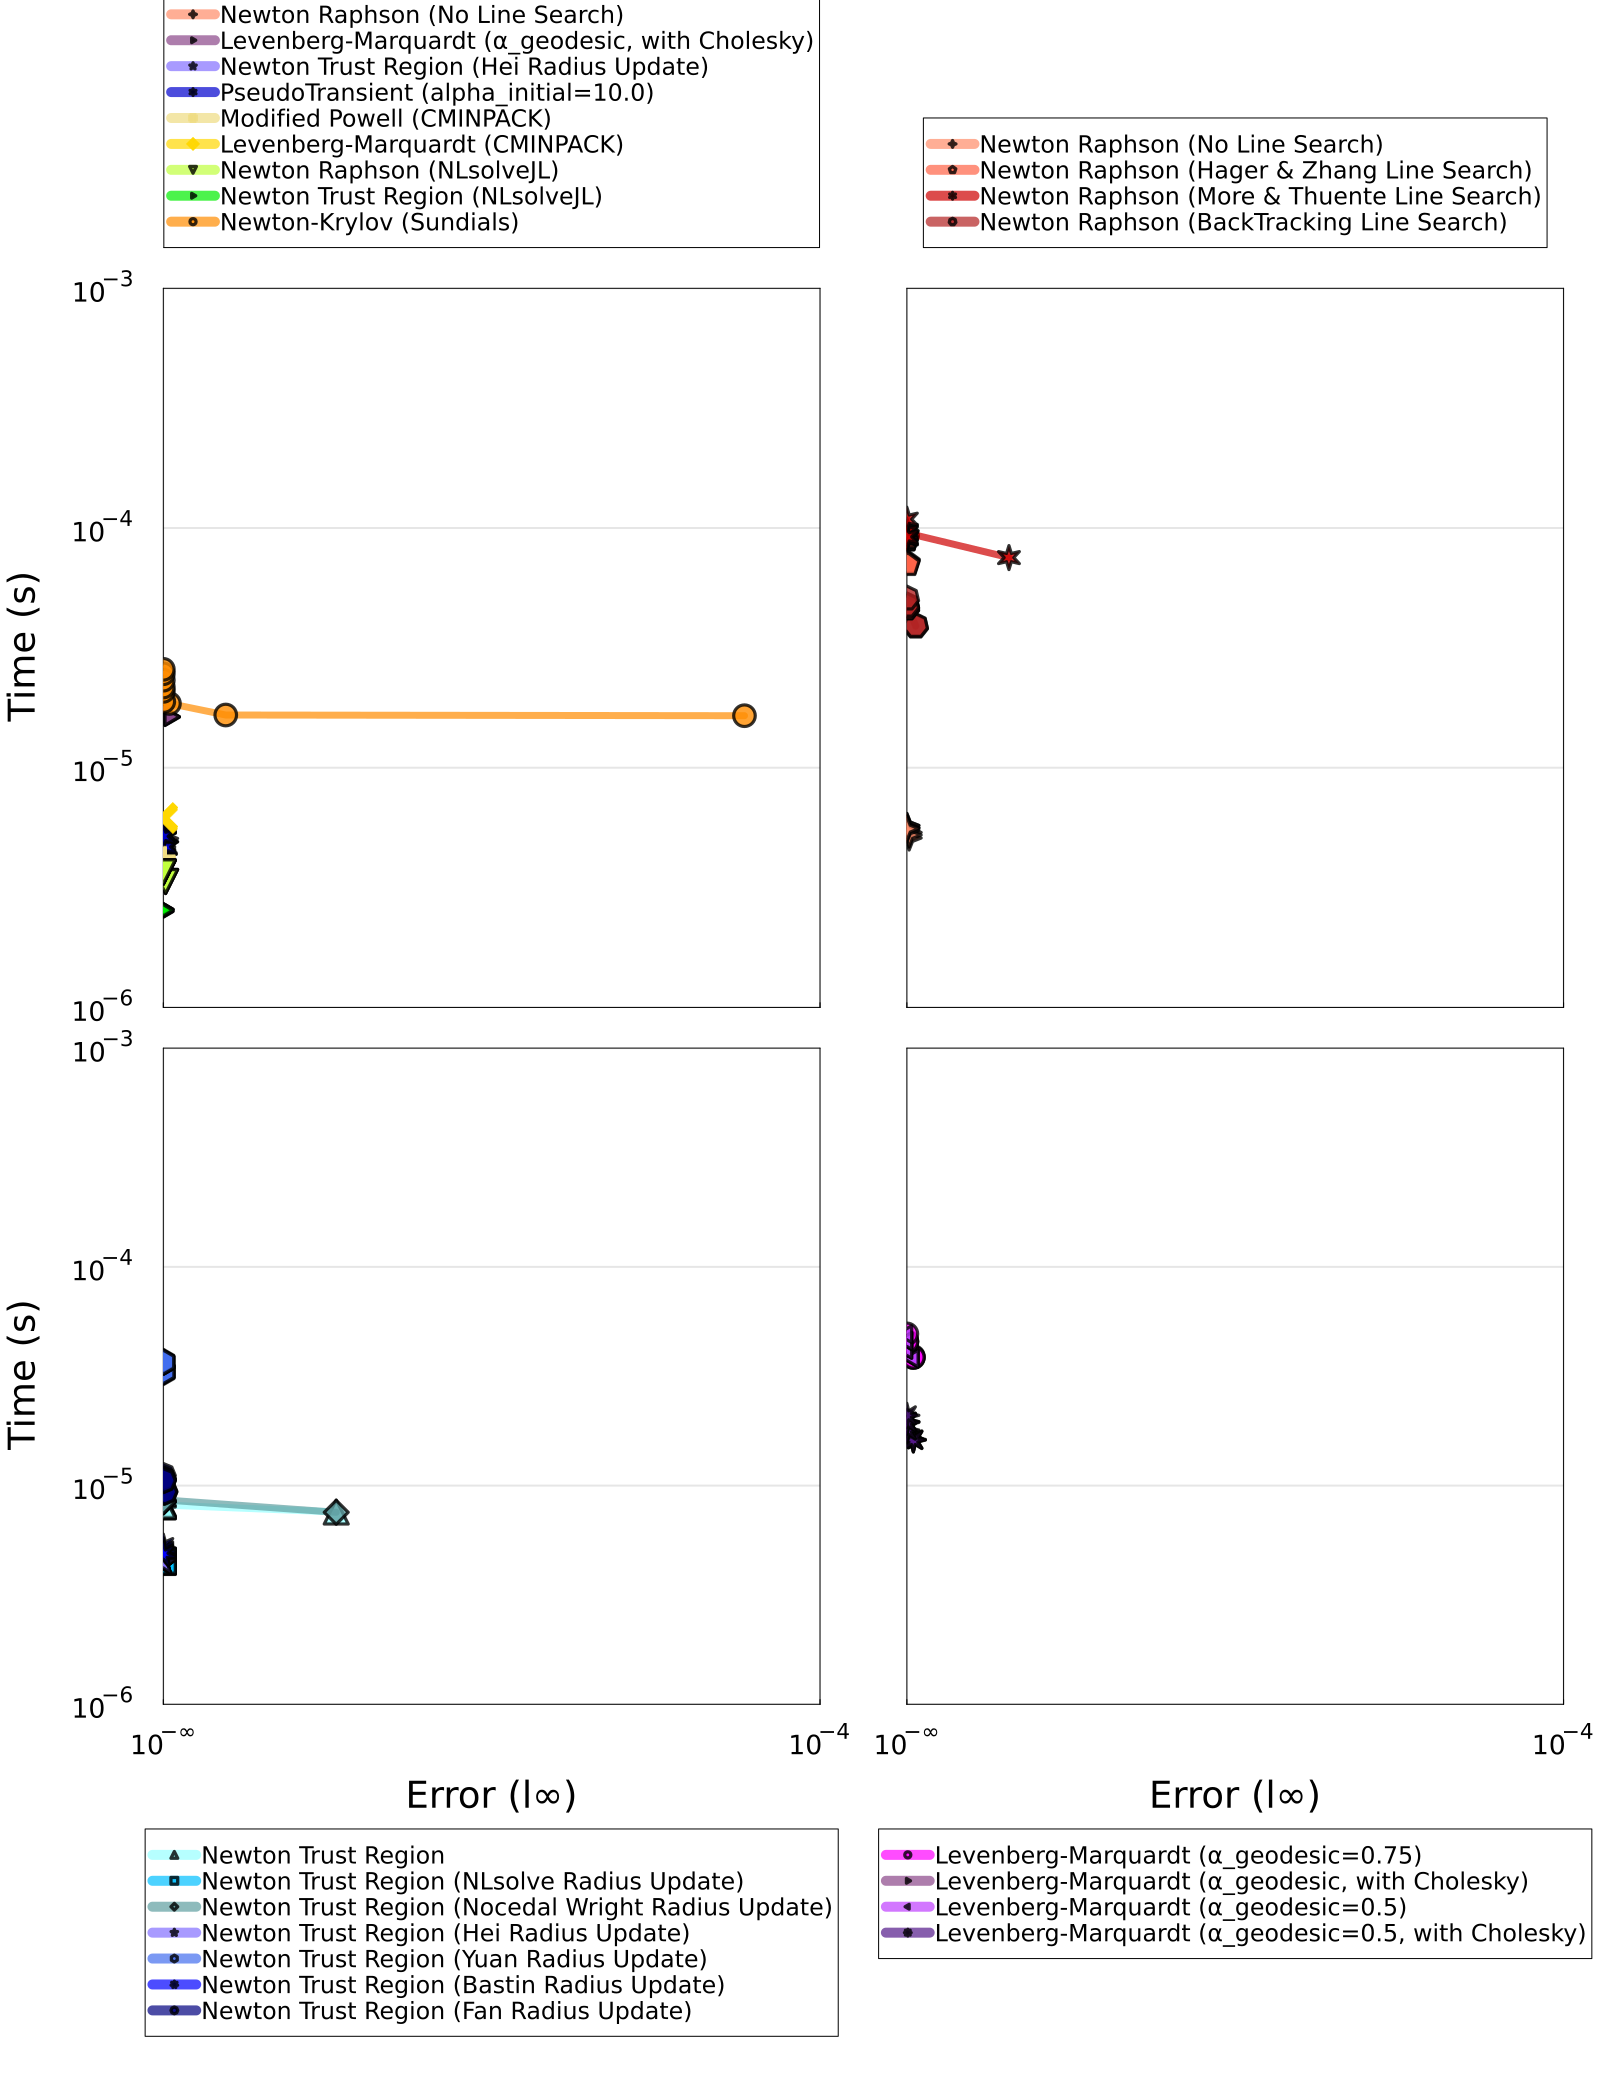 Newton Raphson (No Line Search)
Levenberg-Marquardt (α_geodesic, with Cholesky)
Newton Trust Region (Hei Radius Update)
PseudoTransient (alpha_initial=10.0)
Modified Powell (CMINPACK)
Levenberg-Marquardt (CMINPACK)
Newton Raphson (NLsolveJL)
Newton Trust Region (NLsolveJL)
Newton-Krylov (Sundials)
Newton Raphson (No Line Search)
Newton Raphson (Hager & Zhang Line Search)
Newton Raphson (More & Thuente Line Search)
Newton Raphson (BackTracking Line Search)
10⁻³
10⁻⁴
10⁻⁵
10⁻⁶
Time (s)
10⁻³
10⁻⁴
10⁻⁵
10⁻⁶
Time (s)
10^−∞
10⁻⁴
10^−∞
10⁻⁴
Error (l∞)
Error (l∞)
Newton Trust Region
Newton Trust Region (NLsolve Radius Update)
Newton Trust Region (Nocedal Wright Radius Update)
Newton Trust Region (Hei Radius Update)
Newton Trust Region (Yuan Radius Update)
Newton Trust Region (Bastin Radius Update)
Newton Trust Region (Fan Radius Update)
Levenberg-Marquardt (α_geodesic=0.75)
Levenberg-Marquardt (α_geodesic, with Cholesky)
Levenberg-Marquardt (α_geodesic=0.5)
Levenberg-Marquardt (α_geodesic=0.5, with Cholesky)